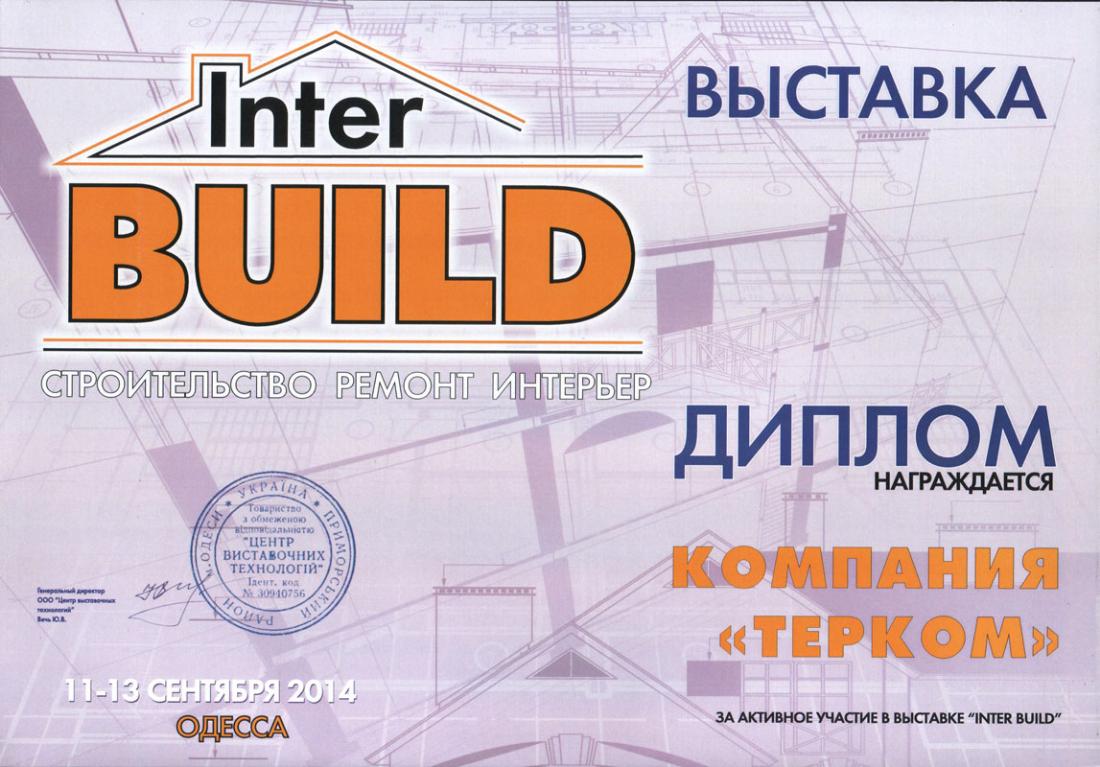 Inter
BUILD
СТРОИТЕЛЬСТВО РЕМОНТ ИНТЕРЬЕР
ВЫСТАВКА
ДИПЛОМ
НАГРАЖДАЕТСЯ
КОМПАНИЯ
«ТЕРКОМ»
ЗА АКТИВНОЕ УЧАСТИЕ В ВЫСТАВКЕ “INTER BUILD”
УКРАЇНА * ПРИМОРСЬКИЙ РАЙОН М.ОДЕСИ *
Товариство
з обмеженою
відповідальністю
"ЦЕНТР
ВИСТАВОЧНИХ
ТЕХНОЛОГІЙ"
Ідент. код
№ 30940756
Генеральный директор
ООО "Центр выставочных
технологий"
Вечь Ю.В.
11-13 СЕНТЯБРЯ 2014
ОДЕССА